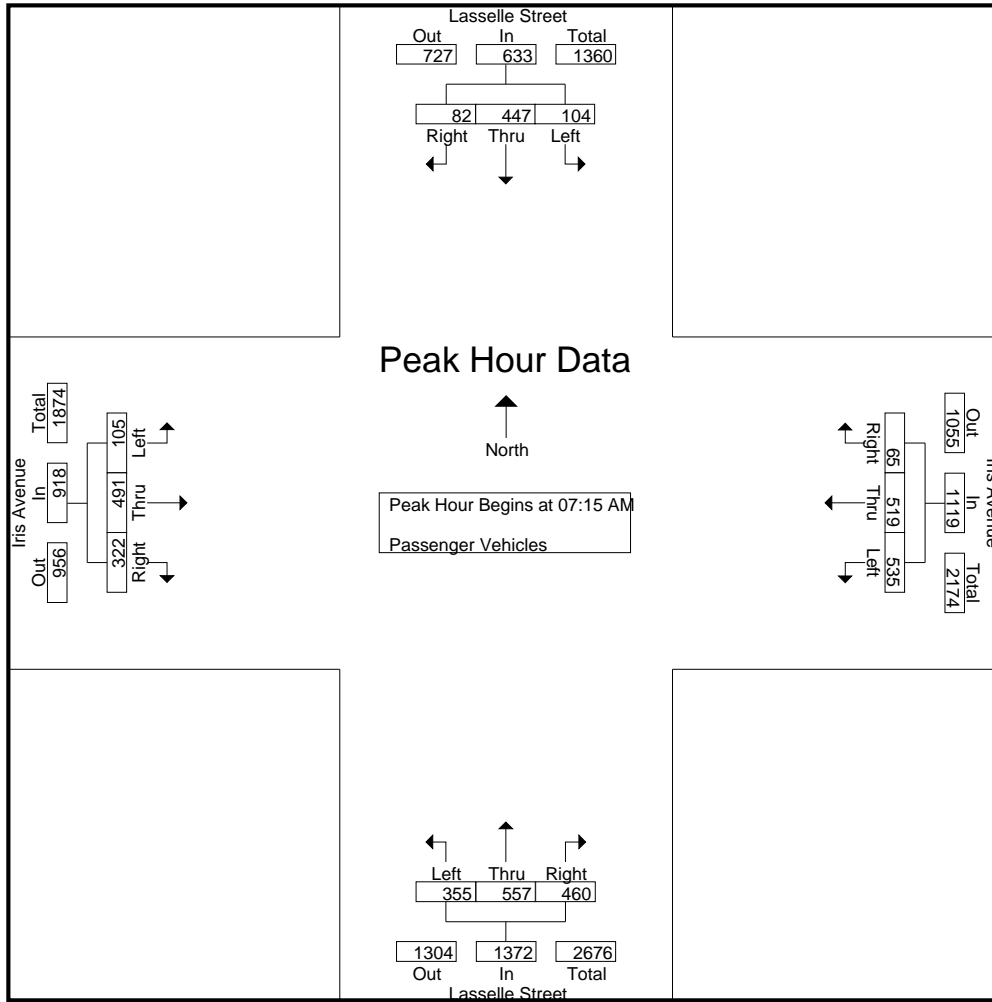 Lasselle Street
Out In Total
727 633 1360
82 447 104
Right Thru Left
Peak Hour Data
North
Peak Hour Begins at 07:15 AM
Passenger Vehicles
Iris Avenue
Out In Total
956 918 1874
322 491 105
Right Thru Left
Iris Avenue
Out In Total
1055 1119 2174
65 519 535
Right Thru Left
Left Thru Right
355 557 460
1304 1372 2676
Out In Total
Lasselle Street